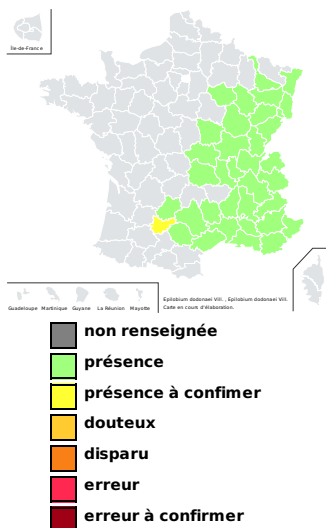 Île-de-France
Guadeloupe Martinique Guyane La Réunion Mayotte
Epilobium dodonaei Vill. , Epilobium dodonaei Vill.
Carte en cours d'élaboration.
non renseignée
présence
présence à confimer
douteux
disparu
erreur
erreur à confirmer